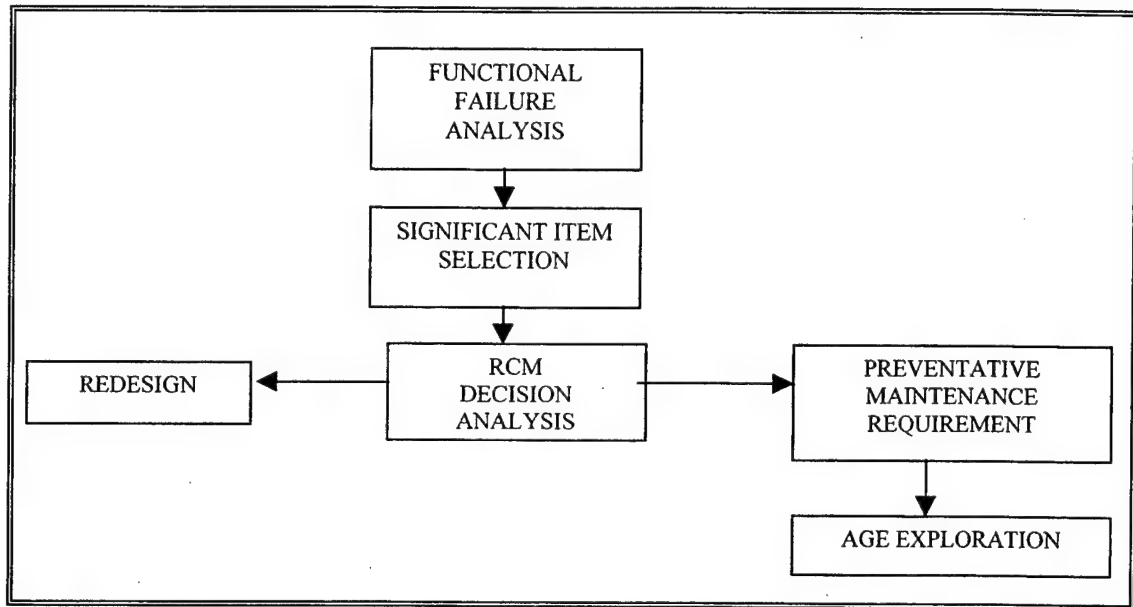 FUNCTIONAL
FAILURE
ANALYSIS
SIGNIFICANT ITEM
SELECTION
REDESIGN
RCM
DECISION
ANALYSIS
PREVENTATIVE
MAINTENANCE
REQUIREMENT
AGE EXPLORATION